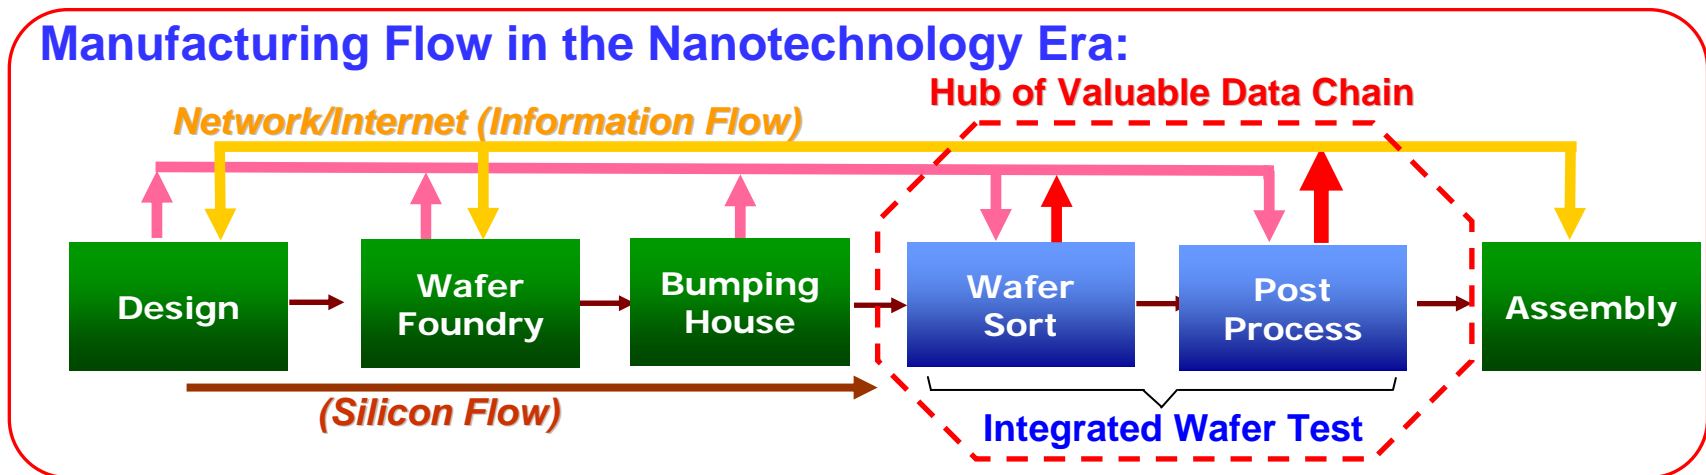 Manufacturing Flow in the Nanotechnology Era:
Hub of Valuable Data Chain
Network/Internet (Information Flow)
Design
Wafer
Foundry
Bumping
House
Wafer
Sort
Post
Process
Assembly
(Silicon Flow)
Integrated Wafer Test